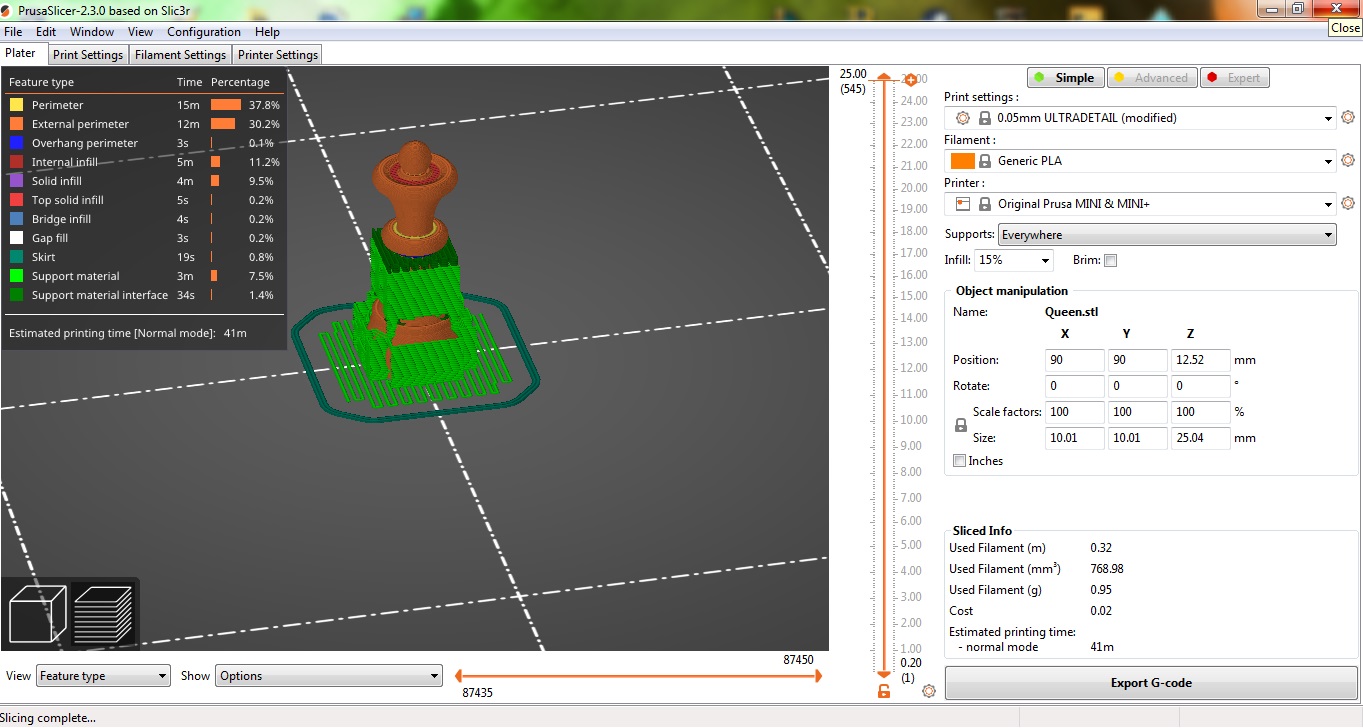 PrusaSlicer-2.3.0 based on Slic3r
Close
File Edit Window View Configuration Help
Plater Print Settings Filament Settings Printer Settings
Feature type Time Percentage
Perimeter 15m 37.8%
External perimeter 12m 30.2%
Overhang perimeter 3s 0.1%
Internal infill 5m 11.2%
Solid infill 4m 9.5%
Top solid infill 5s 0.2%
Bridge infill 4s 0.2%
Gap fill 3s 0.2%
Skirt 19s 0.8%
Support material 3m 7.5%
Support material interface 34s 1.4%
Estimated printing time [Normal mode]: 41m
25.00
(545)
24.00
23.00
22.00
21.00
20.00
19.00
18.00
17.00
16.00
15.00
14.00
13.00
12.00
11.00
10.00
9.00
8.00
7.00
6.00
5.00
4.00
3.00
2.00
1.00
0.20
(1)
Simple Advanced Expert
Print settings :
0.05mm ULTRADETAIL (modified)
Filament :
Generic PLA
Printer :
Original Prusa MINI & MINI+
Supports: Everywhere
Infill: 15% Brim:
Object manipulation
Name: Queen.stl
X Y Z
Position: 90 90 12.52 mm
Rotate: 0 0 0 °
Scale factors: 100 100 100 %
Size: 10.01 10.01 25.04 mm
Inches
Sliced Info
Used Filament (m) 0.32
Used Filament (mm³) 768.98
Used Filament (g) 0.95
Cost 0.02
Estimated printing time:
- normal mode 41m
Export G-code
View Feature type Show Options
87450
87435
Slicing complete...